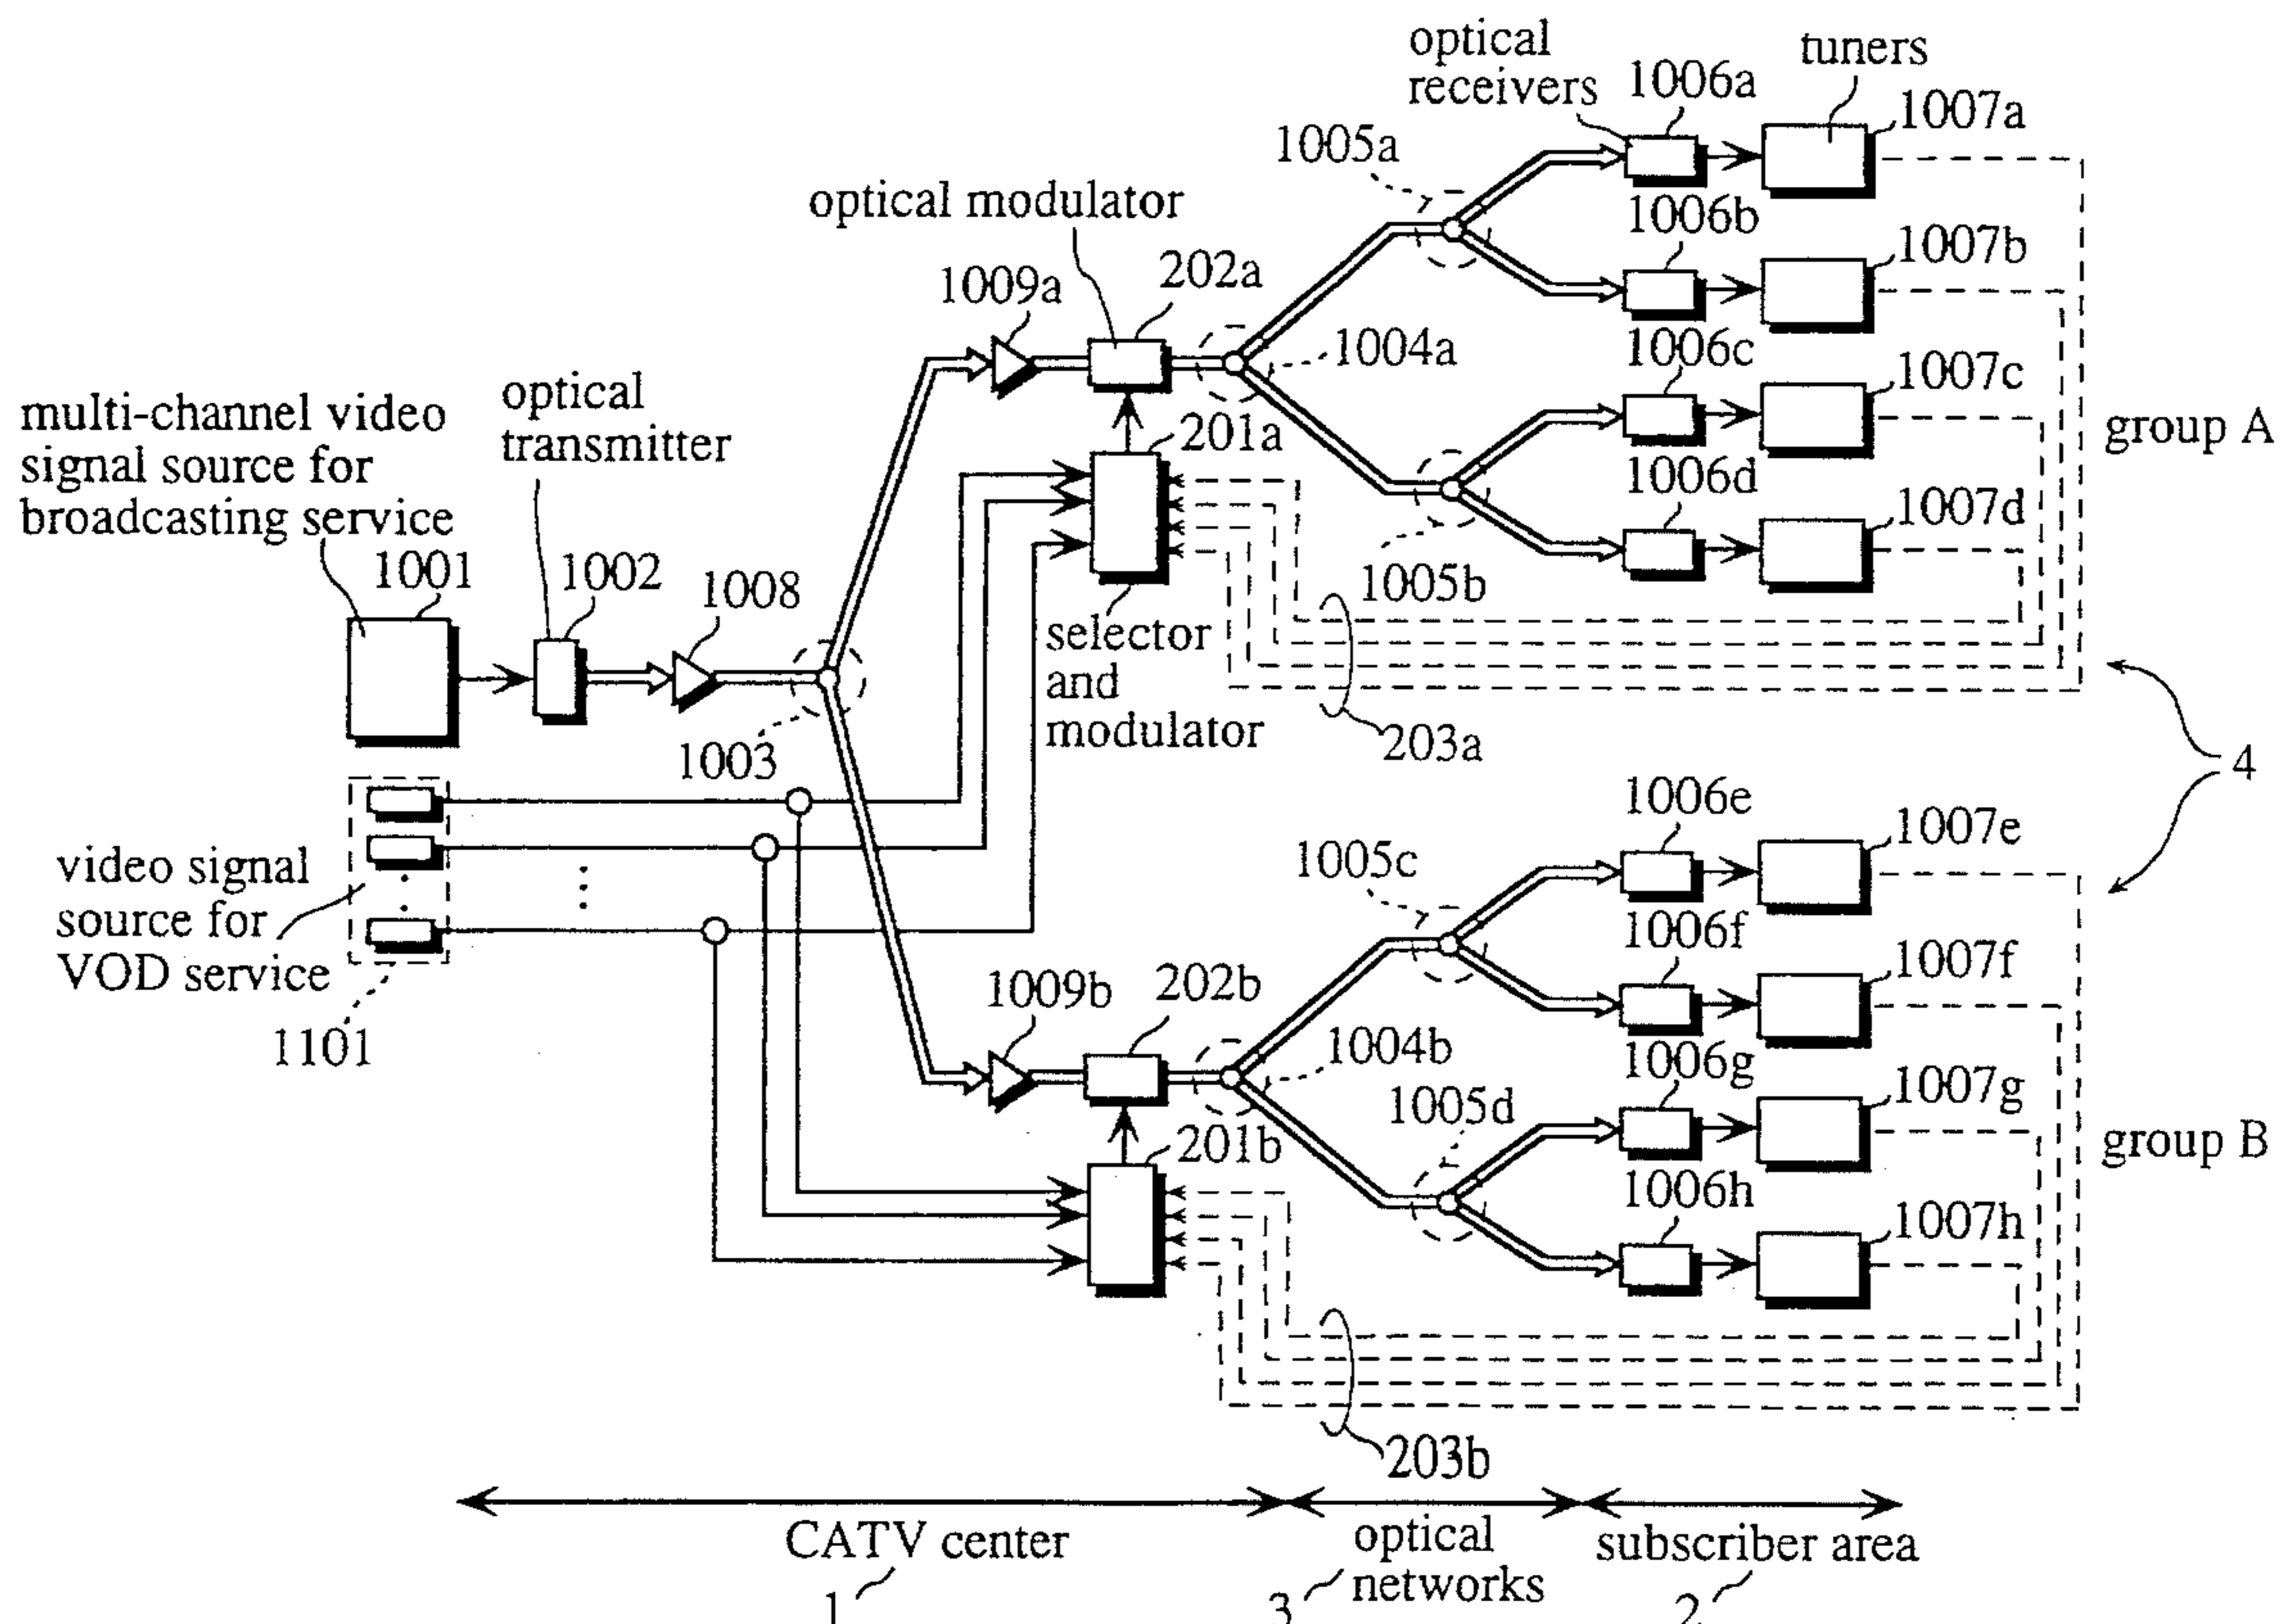 optical
receivers
tuners
1006a
1007a
1005a
optical modulator
1006b
1007b
1009a
202a
1004a
1006c
1007c
optical
transmitter
multi-channel video
signal source for
broadcasting service
201a
group A
1006d
1007d
1005b
1001
1002
1008
selector
and
modulator
203a
1003
4
1006e
1007e
1005c
video signal
source for
VOD service
1101
1006f
1007f
1009b
202b
1004b
1006g
1007g
1005d
201b
group B
1006h
1007h
203b
CATV center
1
optical
networks
3
subscriber area
2